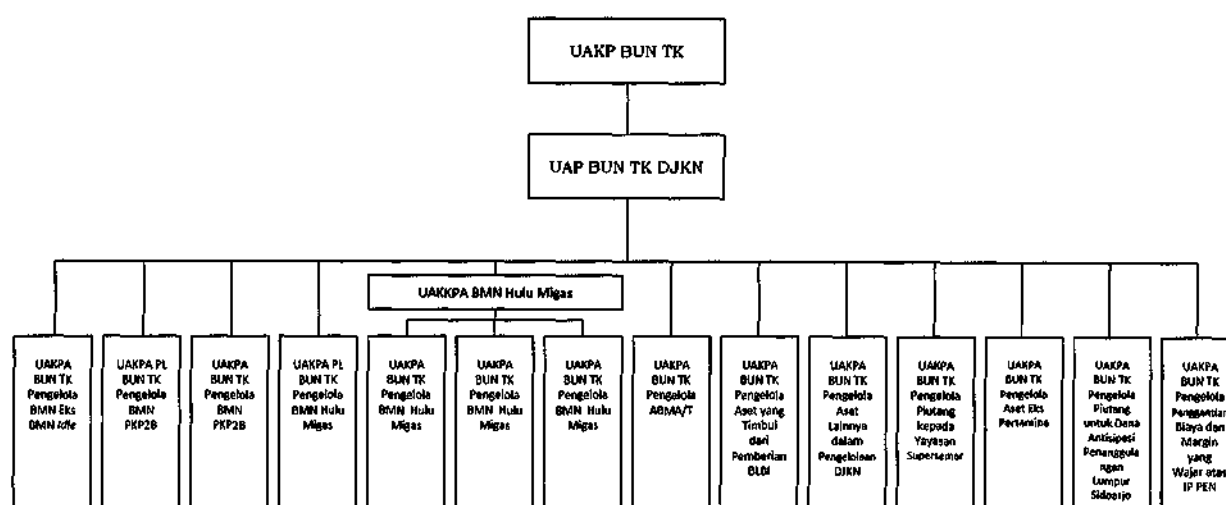 UAKP BUN TK
UAP BUN TK DJKN
UAKKPA BMN Hulu Migas
UAKPA
BUN TK
Pengelola
BMN Eks
BMN Idle
UAKPA PL
BUN TK
Pengelola
BMN
PKP2B
UAKPA
BUN TK
Pengelola
BMN
PKP2B
UAKPA PL
BUN TK
Pengelola
BMN Hulu
Migas
UAKPA
BUN TK
Pengelola
BMN Hulu
Migas
UAKPA
BUN TK
Pengelola
BMN Hulu
Migas
UAKPA
BUN TK
Pengelola
BMN Hulu
Migas
UAKPA
BUN TK
Pengelola
ABMA/T
UAKPA
BUN TK
Pengelola
Aset yang
Timbul
dari
Pemberian
BLBI
UAKPA
BUN TK
Pengelola
Aset
Lainnya
dalam
Pengelolaan
DJKN
UAKPA
BUN TK
Pengelola
Piutang
kepada
Yayasan
Supersemar
UAKPA
BUN TK
Pengelola
Aset Eks
Pertamina
UAKPA
BUN TK
Pengelola
Piutang
untuk Dana
Antisipasi
Penanggula
ngan
Lumpur
Sidoarjo
UAKPA
BUN TK
Pengelola
Penggantian
Biaya dan
Margin
yang
Wajar atas
IP PEN